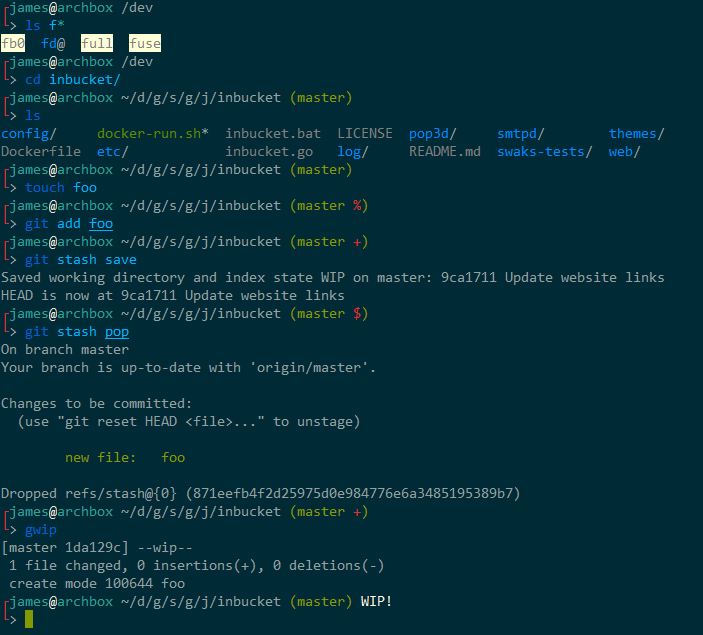 ┌james@archbox /dev
└> ls f*
fb0  fd@  full  fuse
┌james@archbox /dev
└> cd inbucket/
┌james@archbox ~/d/g/s/g/j/inbucket (master)
└> ls
config/     docker-run.sh*  inbucket.bat  LICENSE  pop3d/     smtpd/        themes/
Dockerfile  etc/            inbucket.go   log/     README.md  swaks-tests/  web/
┌james@archbox ~/d/g/s/g/j/inbucket (master)
└> touch foo
┌james@archbox ~/d/g/s/g/j/inbucket (master %)
└> git add foo
┌james@archbox ~/d/g/s/g/j/inbucket (master +)
└> git stash save
Saved working directory and index state WIP on master: 9ca1711 Update website links
HEAD is now at 9ca1711 Update website links
┌james@archbox ~/d/g/s/g/j/inbucket (master $)
└> git stash pop
On branch master
Your branch is up-to-date with 'origin/master'.

Changes to be committed:
  (use "git reset HEAD <file>..." to unstage)

        new file:   foo

Dropped refs/stash@{0} (871eefb4f2d25975d0e984776e6a3485195389b7)
┌james@archbox ~/d/g/s/g/j/inbucket (master +)
└> gwip
[master 1da129c] --wip--
 1 file changed, 0 insertions(+), 0 deletions(-)
 create mode 100644 foo
┌james@archbox ~/d/g/s/g/j/inbucket (master) WIP!
└>